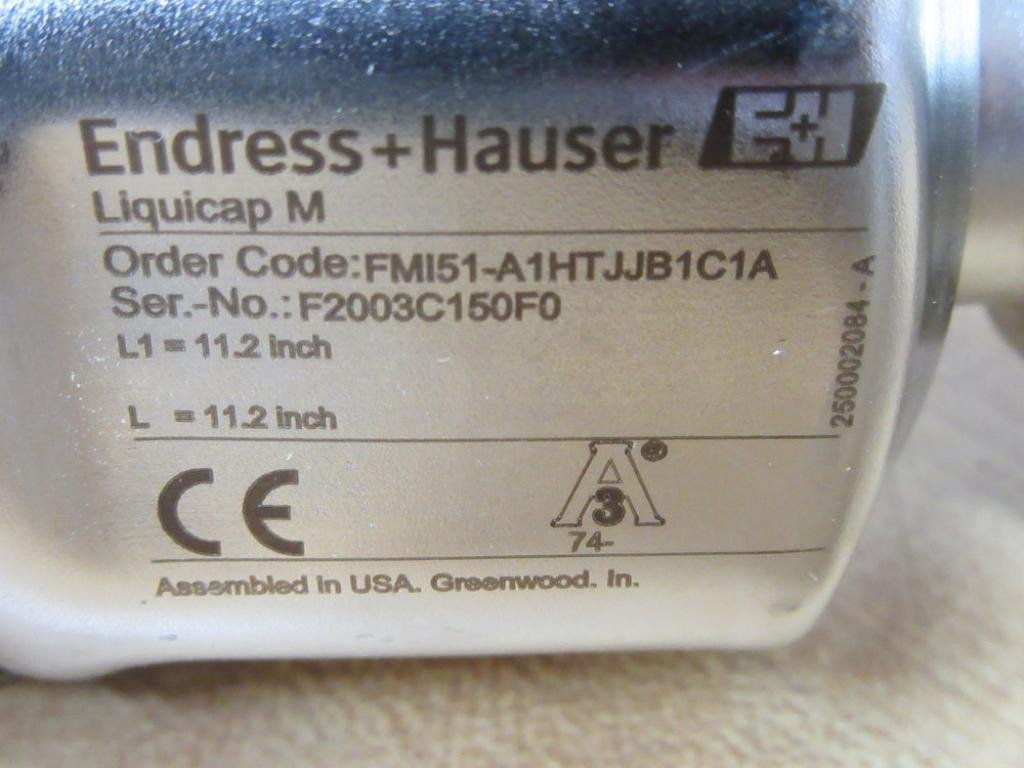 Endress+Hauser E+H
Liquicap M
Order Code:FMI51-A1HTJJB1C1A
Ser.-No.:F2003C150F0
L1 = 11.2 inch
L = 11.2 inch
250002084 - A
CE
A®
3
74-
Assembled in USA. Greenwood. In.